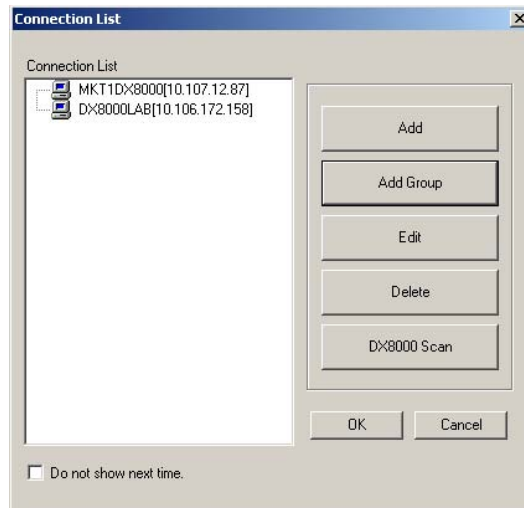 Connection List
Connection List
MKT1DX8000[10.107.12.87]
DX8000LAB[10.106.172.158]
Add
Add Group
Edit
Delete
DX8000 Scan
OK
Cancel
Do not show next time.